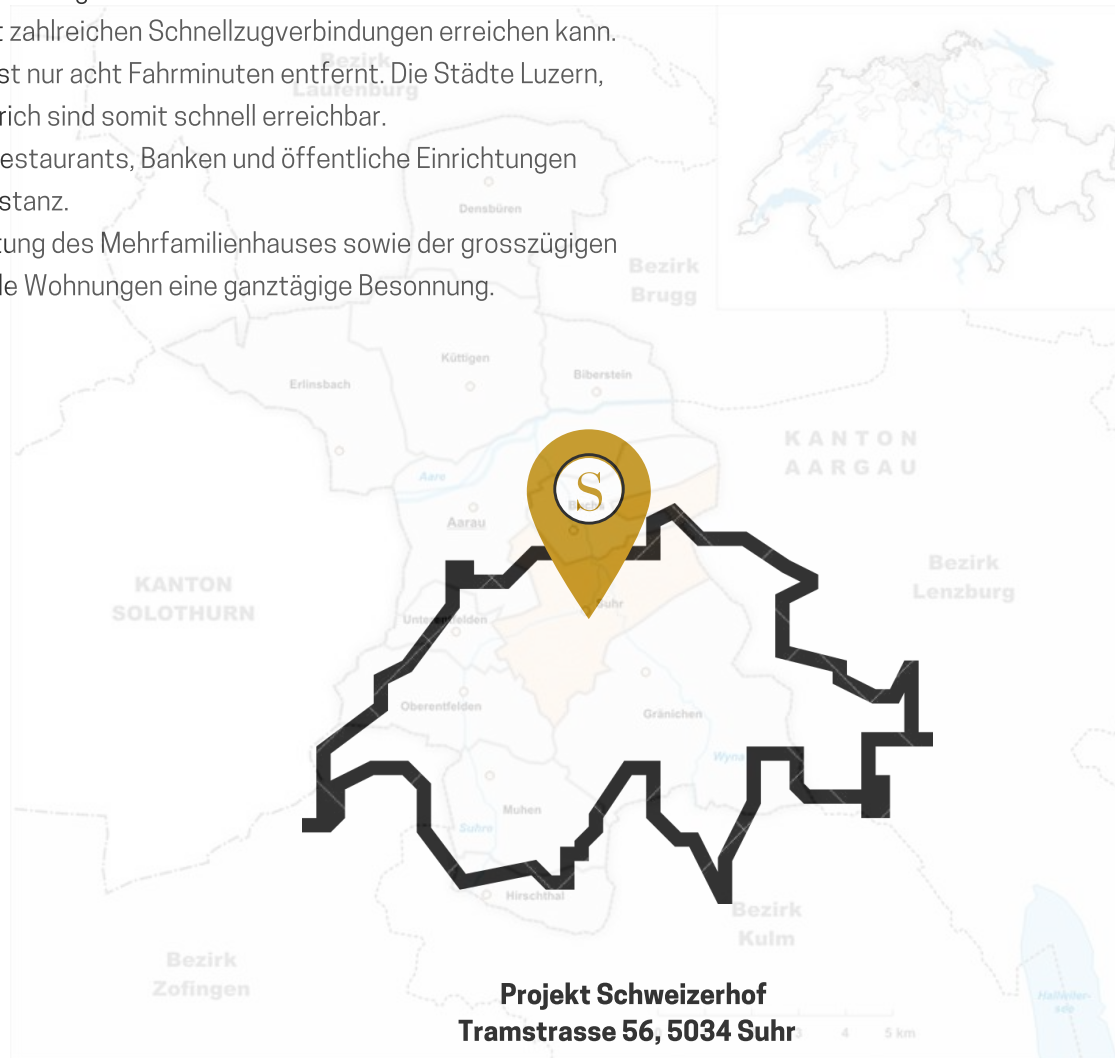 t zahlreichen Schnellzugverbindungen erreichen kann.
st nur acht Fahrminuten entfernt. Die Städte Luzern,
rich sind somit schnell erreichbar.
estaurants, Banken und öffentliche Einrichtungen
stanz.
tung des Mehrfamilienhauses sowie der grosszügigen
le Wohnungen eine ganztägige Besonnung.
Bezirk
Laufenburg
Densbüren
Bezirk
Brugg
Küttigen
Biberstein
Erlinsbach
KANTON
AARGAU
Aare
S
Aarau
Bezirk
Lenzburg
KANTON
SOLOTHURN
Suhr
Unterentfelden
Oberentfelden
Gränichen
Wyna
Muhen
Suhre
Hirschthal
Bezirk
Kulm
Bezirk
Zofingen
Hallwiler-
see
Projekt Schweizerhof
Tramstrasse 56, 5034 Suhr
3 4 5 km